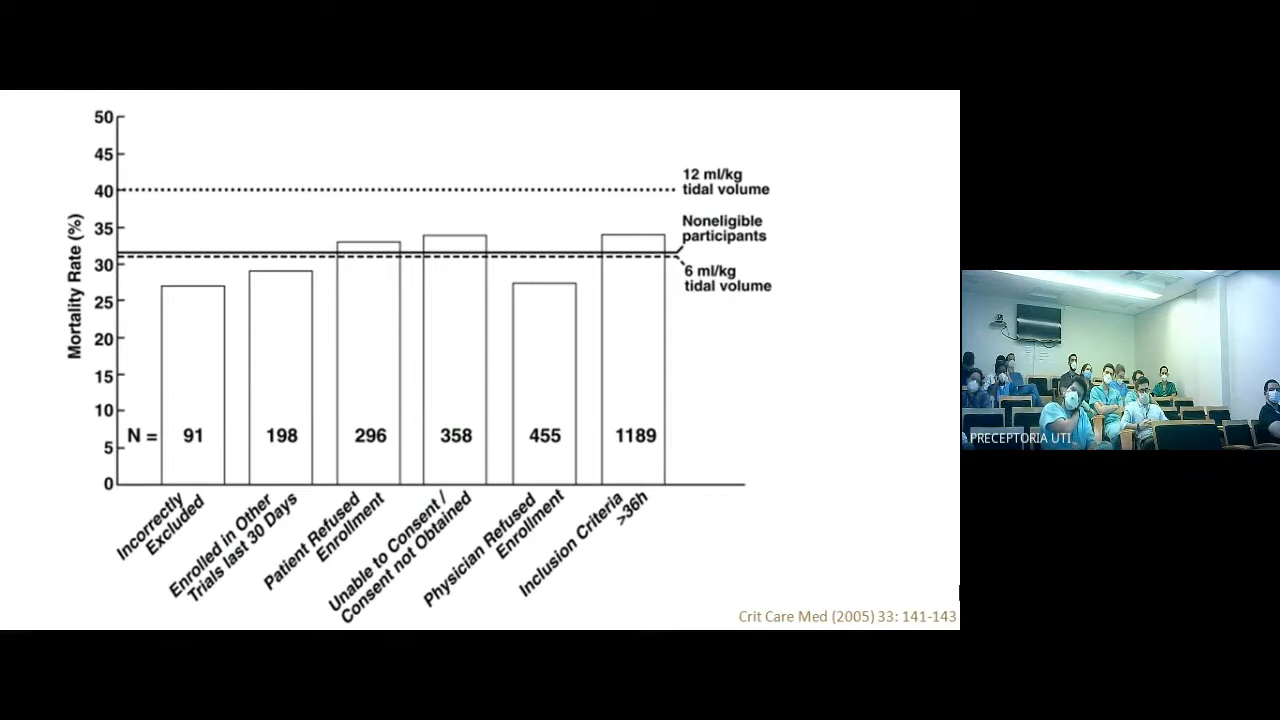 50
45
40
35
30
25
20
15
10
5
0
Mortality Rate (%)
12 ml/kg
tidal volume
Noneligible
participants
6 ml/kg
tidal volume
N = 91 198 296 358 455 1189
Incorrectly
Excluded
Enrolled in Other
Trials last 30 Days
Patient Refused
Enrollment
Unable to Consent /
Consent not Obtained
Physician Refused
Enrollment
Inclusion Criteria
>36h
Crit Care Med (2005) 33: 141-143
PRECEPTORIA UTI